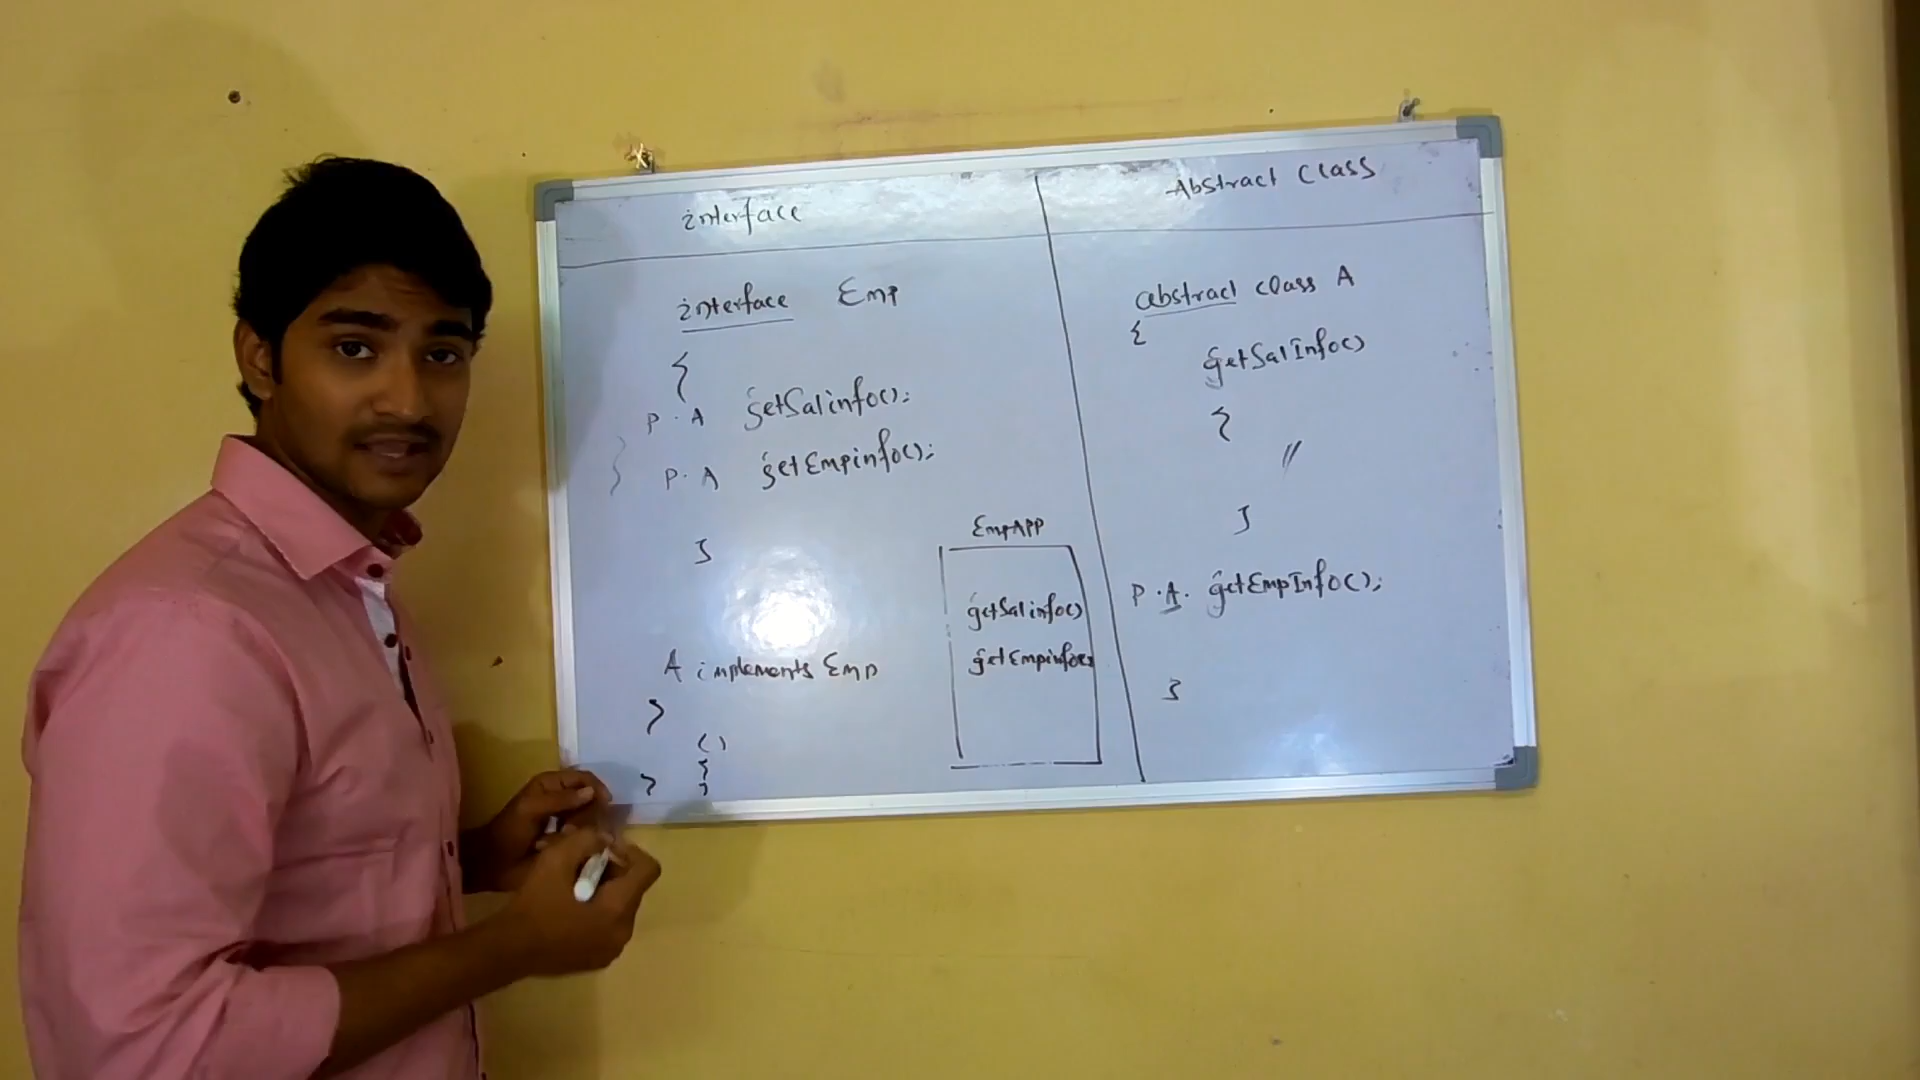 interface
interface Emp
{
P. A getSalinfo();
} P. A getEmpinfo();
}
A implements Emp
}
()
{
} }
EmpAPP
getSalinfo()
getEmpinfo()
Abstract Class
abstract class A
{
getSalInfo()
{
//
}
P.A. getEmpInfo();
}